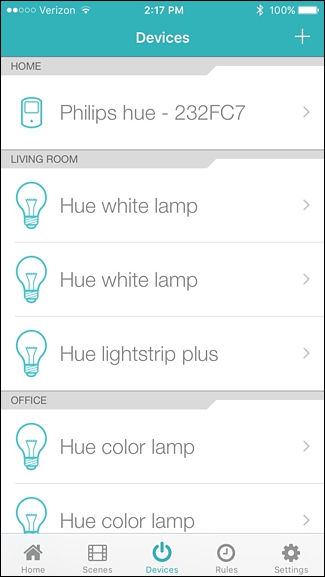 Verizon 2:17 PM 100%
Devices +
HOME
Philips hue - 232FC7
LIVING ROOM
Hue white lamp
Hue white lamp
Hue lightstrip plus
OFFICE
Hue color lamp
Hue color lamp
Home Scenes Devices Rules Settings